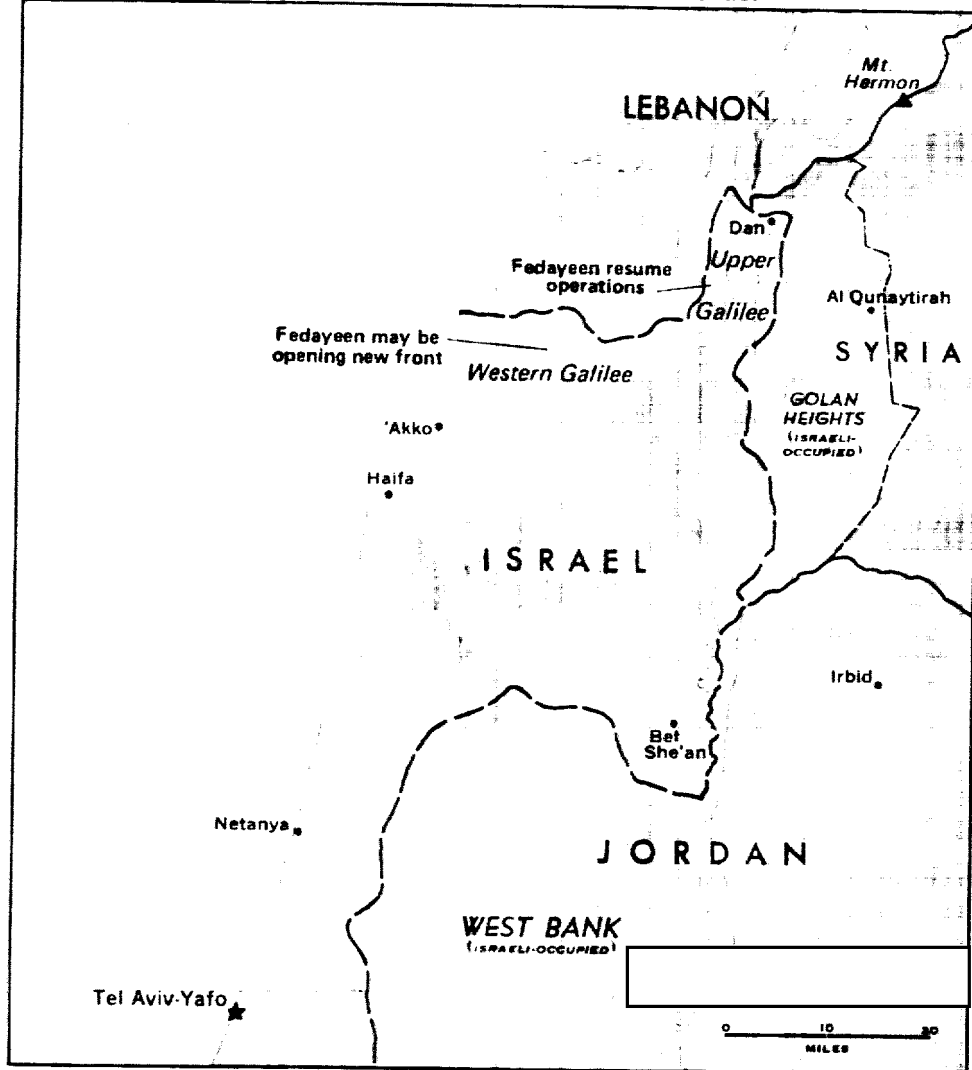 Mt.
Hermon
LEBANON
Dan
Upper
Fedayeen resume
operations
Galilee
Al Qunaytirah
Fedayeen may be
opening new front
SYRIA
Western Galilee
GOLAN
HEIGHTS
(ISRAELI-
OCCUPIED)
'Akko
Haifa
ISRAEL
Irbid
Bet
She'an
Netanya
JORDAN
WEST BANK
(ISRAELI-OCCUPIED)
Tel Aviv-Yafo
0 10 20
MILES